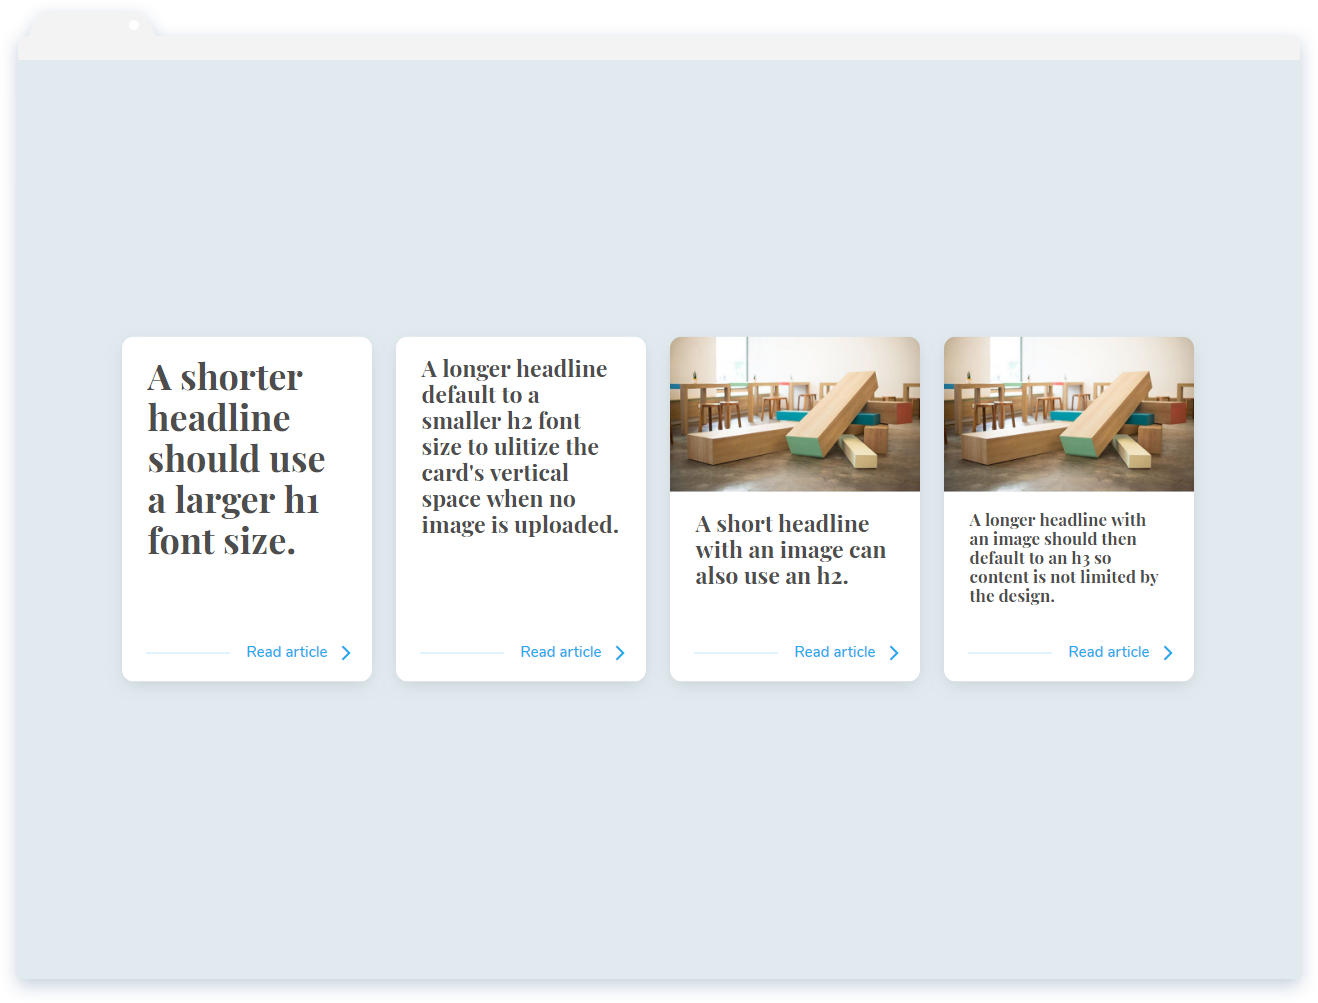 A shorter
headline
should use
a larger h1
font size.
Read article
A longer headline
default to a
smaller h2 font
size to ulitize the
card's vertical
space when no
image is uploaded.
Read article
A short headline
with an image can
also use an h2.
Read article
A longer headline with
an image should then
default to an h3 so
content is not limited by
the design.
Read article